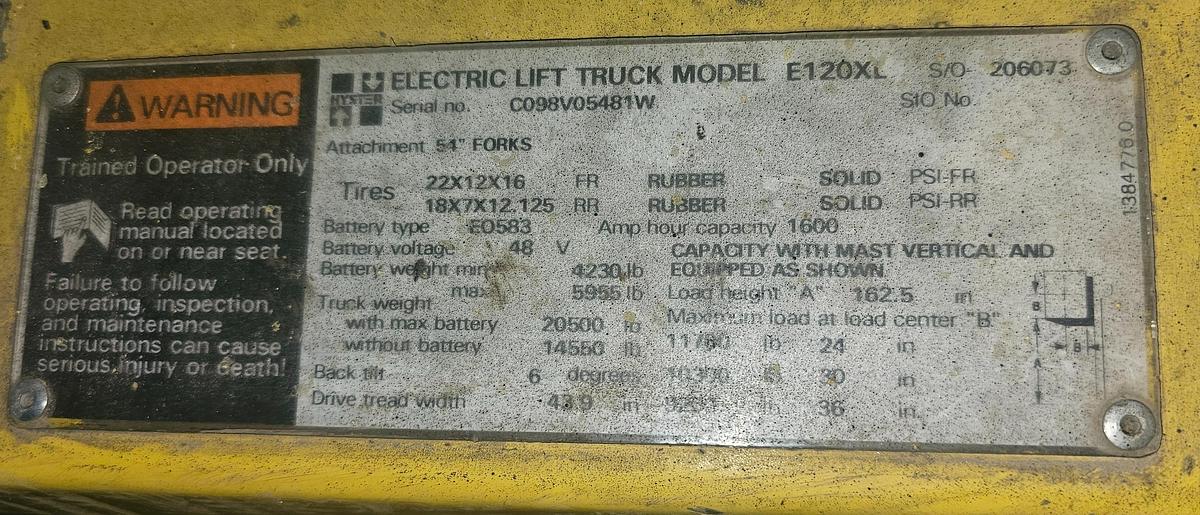 WARNING
Trained Operator Only
Read operating
manual located
on or near seat.
Failure to follow
operating, inspection,
and maintenance
instructions can cause
serious injury or death!
HYSTER
ELECTRIC LIFT TRUCK MODEL E120XL S/O 206073
Serial no. C098V05481W S/O No
Attachment 54" FORKS
Tires 22X12X16 FR RUBBER SOLID PSI-FR
18X7X12.125 RR RUBBER SOLID PSI-RR
Battery type EO583 Amp hour capacity 1600
Battery voltage 48 V CAPACITY WITH MAST VERTICAL AND
Battery weight min 4230 lb EQUIPPED AS SHOWN
max 5955 lb Load height "A" 162.5 in
Truck weight Maximum load at load center "B"
with max battery 20500 lb 11780 lb 24 in
without battery 14550 lb
Back tilt 6 degrees lb 30 in
Drive tread width 43.9 in lb 36 in.
B
B
A
1384776.0